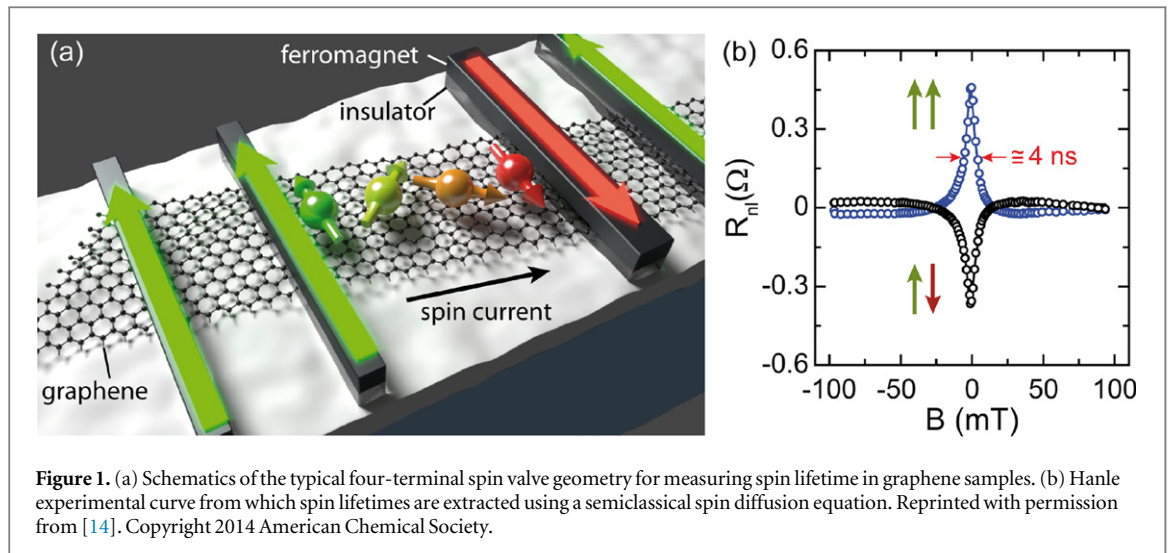 (a)
ferromagnet
insulator
spin current
graphene
(b)
0.6
0.3
0
-0.3
-0.6
R_nl(Ω)
≅4 ns
-100 -50 0 50 100
B (mT)
Figure 1. (a) Schematics of the typical four-terminal spin valve geometry for measuring spin lifetime in graphene samples. (b) Hanle
experimental curve from which spin lifetimes are extracted using a semiclassical spin diffusion equation. Reprinted with permission
from [14]. Copyright 2014 American Chemical Society.